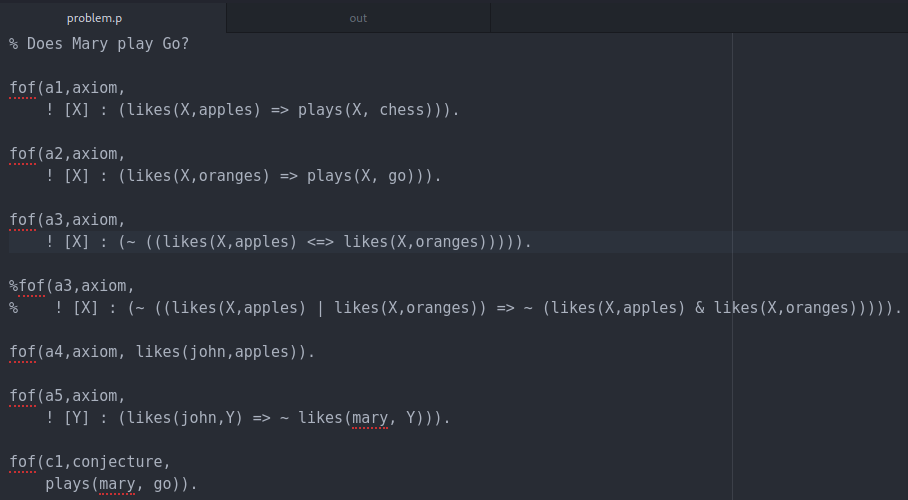 problem.p
out
% Does Mary play Go?
fof(a1,axiom,
! [X] : (likes(X,apples) => plays(X, chess))).
fof(a2,axiom,
! [X] : (likes(X,oranges) => plays(X, go))).
fof(a3,axiom,
! [X] : (~ ((likes(X,apples) <=> likes(X,oranges))))).
%fof(a3,axiom,
%    ! [X] : (~ ((likes(X,apples) | likes(X,oranges)) => ~ (likes(X,apples) & likes(X,oranges))))).
fof(a4,axiom, likes(john,apples)).
fof(a5,axiom,
! [Y] : (likes(john,Y) => ~ likes(mary, Y))).
fof(c1,conjecture,
plays(mary, go)).